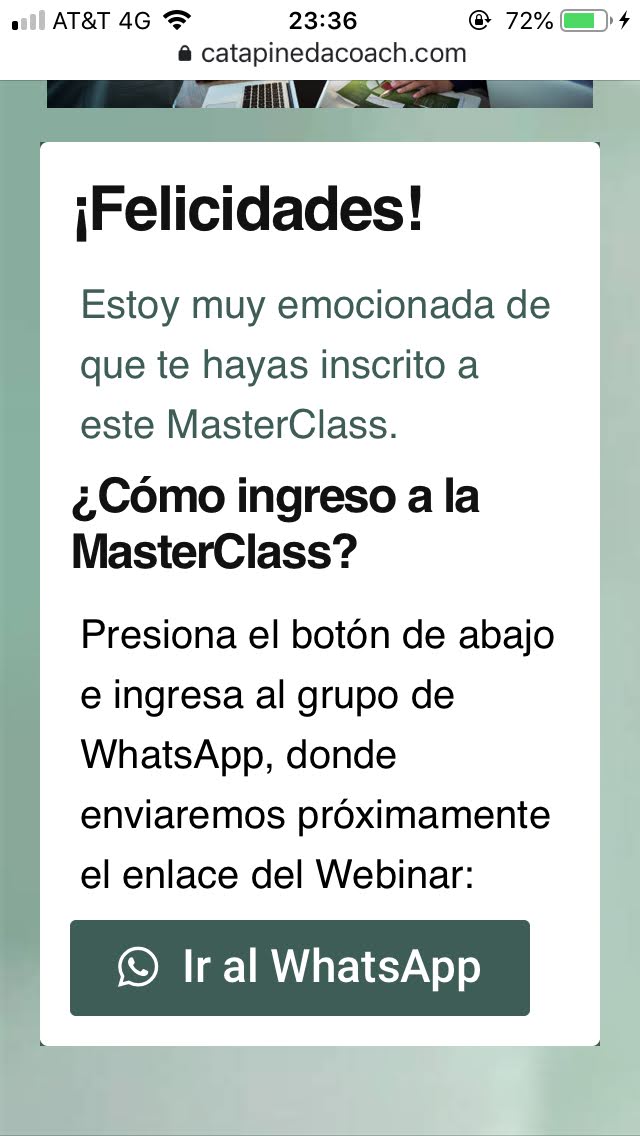 AT&T 4G 23:36 72%
catapinedacoach.com
¡Felicidades!
Estoy muy emocionada de
que te hayas inscrito a
este MasterClass.
¿Cómo ingreso a la
MasterClass?
Presiona el botón de abajo
e ingresa al grupo de
WhatsApp, donde
enviaremos próximamente
el enlace del Webinar:
Ir al WhatsApp